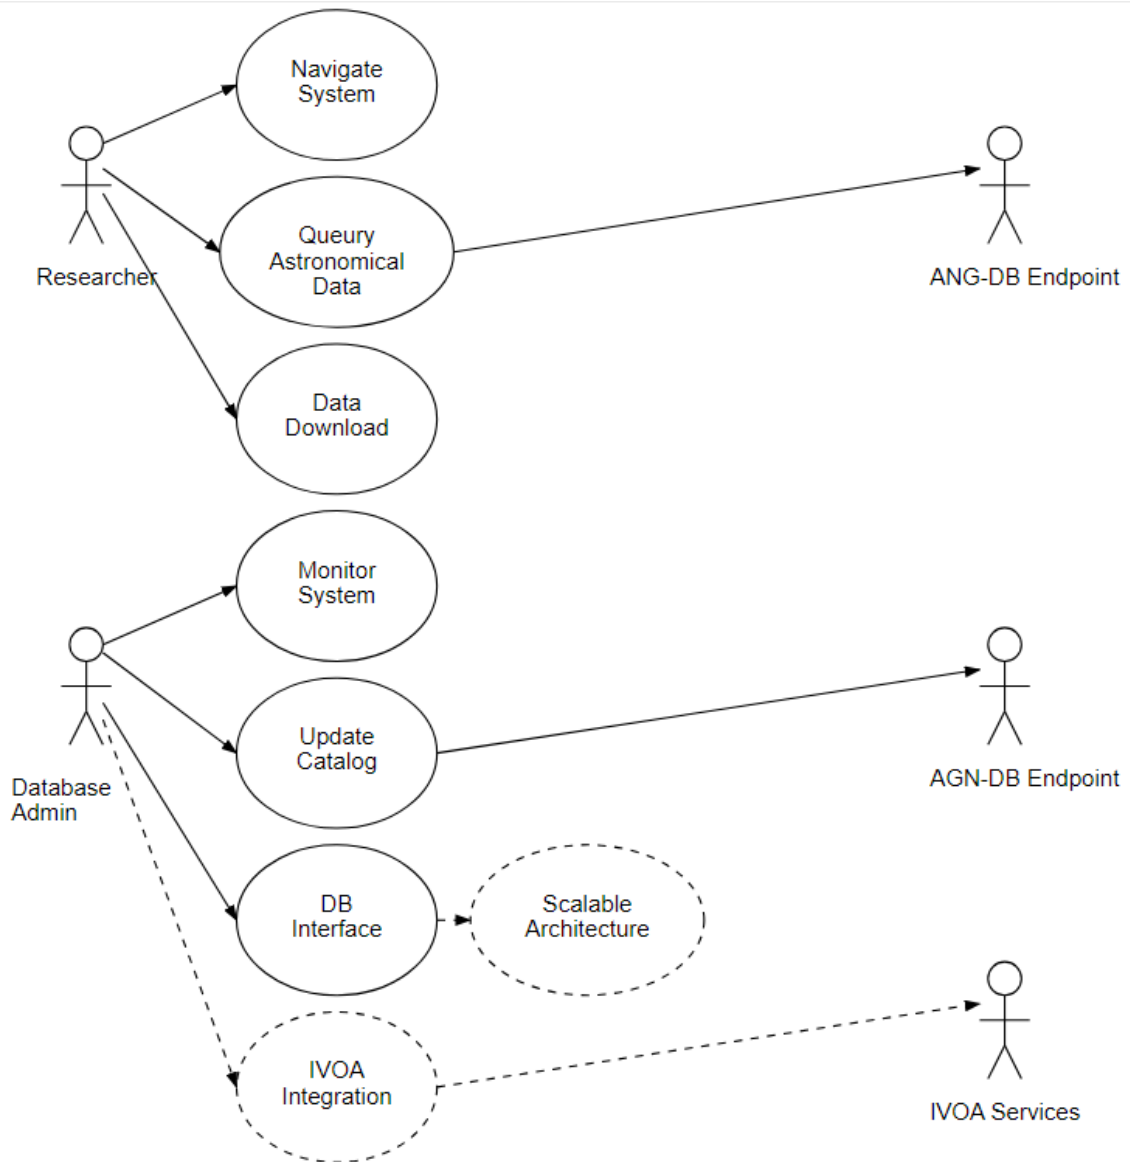 Navigate
System
Researcher
Queury
Astronomical
Data
ANG-DB Endpoint
Data
Download
Monitor
System
Database
Admin
Update
Catalog
AGN-DB Endpoint
DB
Interface
Scalable
Architecture
IVOA
Integration
IVOA Services